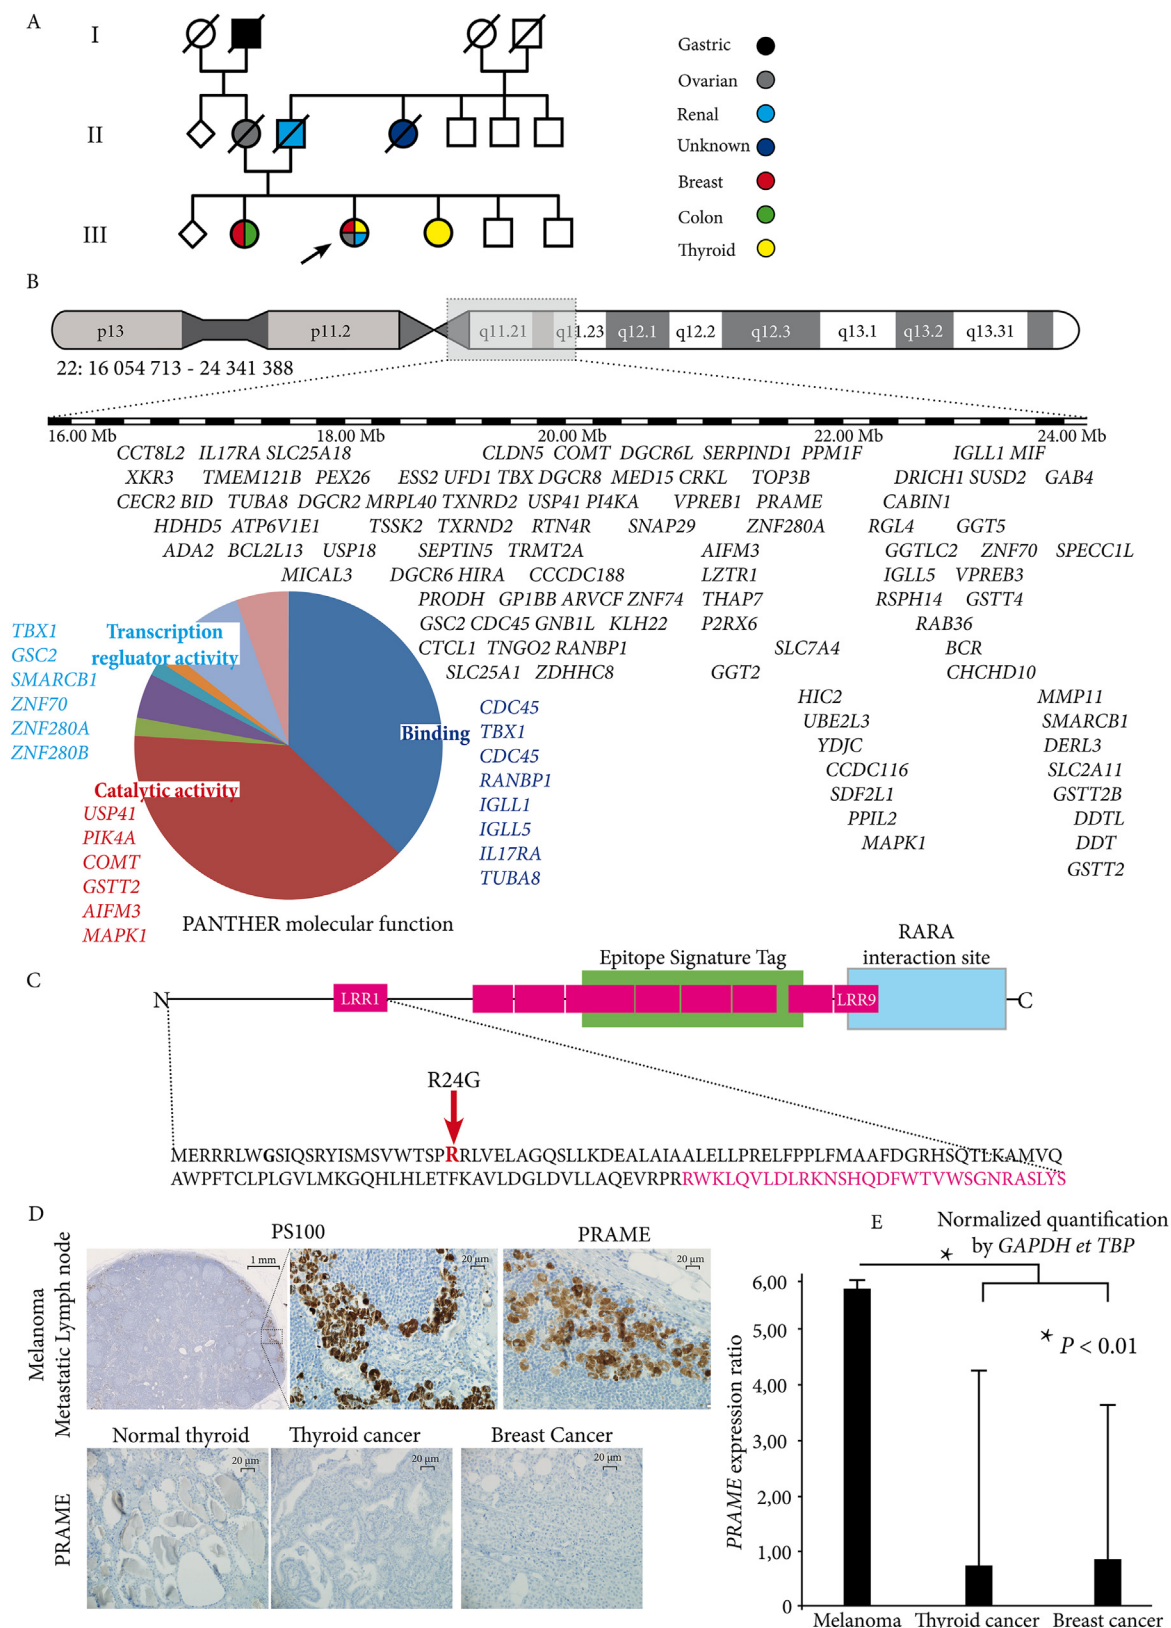 A
I
II
III
Gastric
Ovarian
Renal
Unknown
Breast
Colon
Thyroid
B
p13 p11.2 q11.21 q11.23 q12.1 q12.2 q12.3 q13.1 q13.2 q13.31
22: 16 054 713 - 24 341 388
16.00 Mb 18.00 Mb 20.00 Mb 22.00 Mb 24.00 Mb
CCT8L2 IL17RA SLC25A18 CLDN5 COMT DGCR6L SERPIND1 PPM1F IGLL1 MIF
XKR3 TMEM121B PEX26 ESS2 UFD1 TBX DGCR8 MED15 CRKL TOP3B DRICH1 SUSD2 GAB4
CECR2 BID TUBA8 DGCR2 MRPL40 TXNRD2 USP41 PI4KA VPREB1 PRAME CABIN1
HDHD5 ATP6V1E1 TSSK2 TXRND2 RTN4R SNAP29 ZNF280A RGL4 GGT5
ADA2 BCL2L13 USP18 SEPTIN5 TRMT2A AIFM3 GGTLC2 ZNF70 SPECC1L
MICAL3 DGCR6 HIRA CCCDC188 LZTR1 IGLL5 VPREB3
PRODH GP1BB ARVCF ZNF74 THAP7 RSPH14 GSTT4
GSC2 CDC45 GNB1L KLH22 P2RX6 RAB36
CTCL1 TNGO2 RANBP1 SLC7A4 BCR
SLC25A1 ZDHHC8 GGT2 CHCHD10
HIC2 MMP11
UBE2L3 SMARCB1
YDJC DERL3
CCDC116 SLC2A11
SDF2L1 GSTT2B
PPIL2 DDTL
MAPK1 DDT
GSTT2
Transcription
regluator activity
TBX1
GSC2
SMARCB1
ZNF70
ZNF280A
ZNF280B
Binding
CDC45
TBX1
CDC45
RANBP1
IGLL1
IGLL5
IL17RA
TUBA8
Catalytic activity
USP41
PIK4A
COMT
GSTT2
AIFM3
MAPK1
PANTHER molecular function
C
Epitope Signature Tag
RARA
interaction site
N LRR1 LRR9 C
R24G
MERRRLWGSIQSRYISMSVWTSPRRLVELAGQSLLKDEALAIAALELLPRELFPPLFMAAFDGRHSQTLKAMVQ
AWPFTCLPLGVLMKGQHLHLETFKAVLDGLDVLLAQEVRPRRWKLQVLDLRKNSHQDFWTVWSGNRASLYS
D
PS100 PRAME
Melanoma
Metastatic Lymph node
1 mm 20 µm 20 µm
Normal thyroid Thyroid cancer Breast Cancer
PRAME
20 µm 20 µm 20 µm
E
Normalized quantification
by GAPDH et TBP
*
* P < 0.01
PRAME expression ratio
6,00
5,00
4,00
3,00
2,00
1,00
0
Melanoma Thyroid cancer Breast cancer